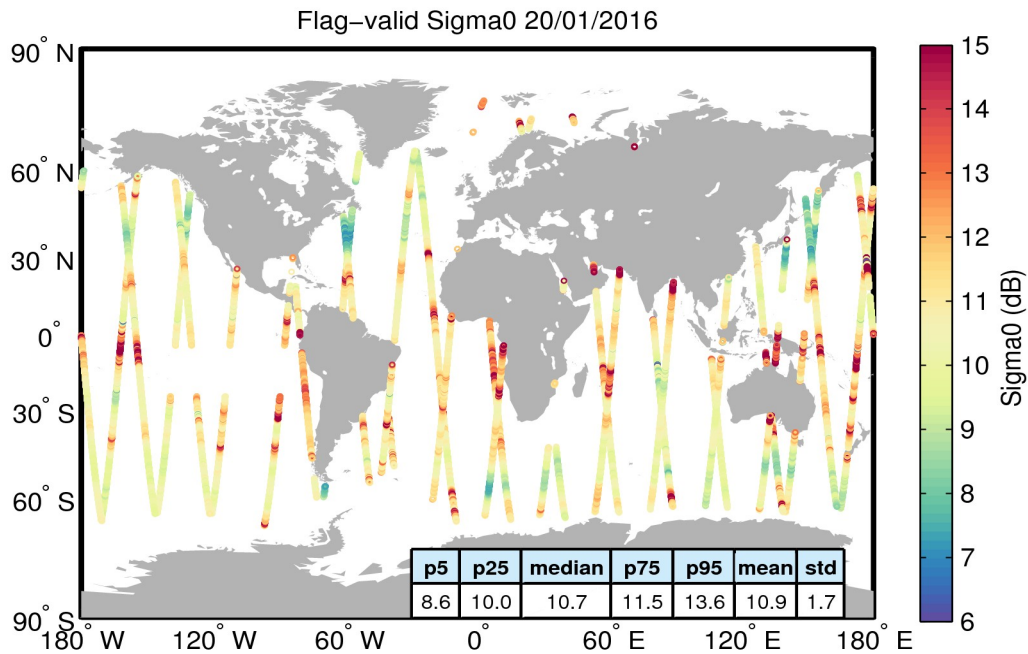 Flag−valid Sigma0 20/01/2016
90° N
60° N
30° N
0°
30° S
60° S
90° S
180° W
120° W
60° W
0°
60° E
120° E
180° E
15
14
13
12
11
10
9
8
7
6
Sigma0 (dB)
p5 p25 median p75 p95 mean std
8.6 10.0 10.7 11.5 13.6 10.9 1.7